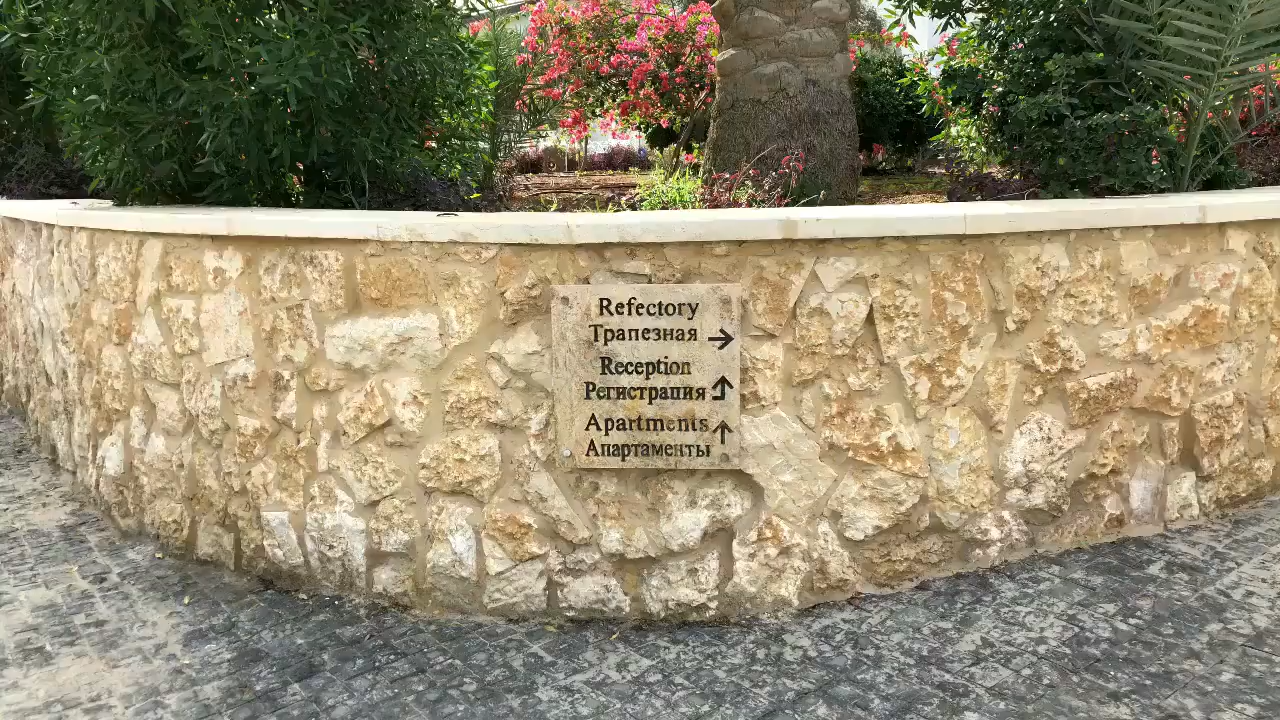 Refectory
Трапезная →
Reception
Регистрация
Apartments ↑
Апартаменты